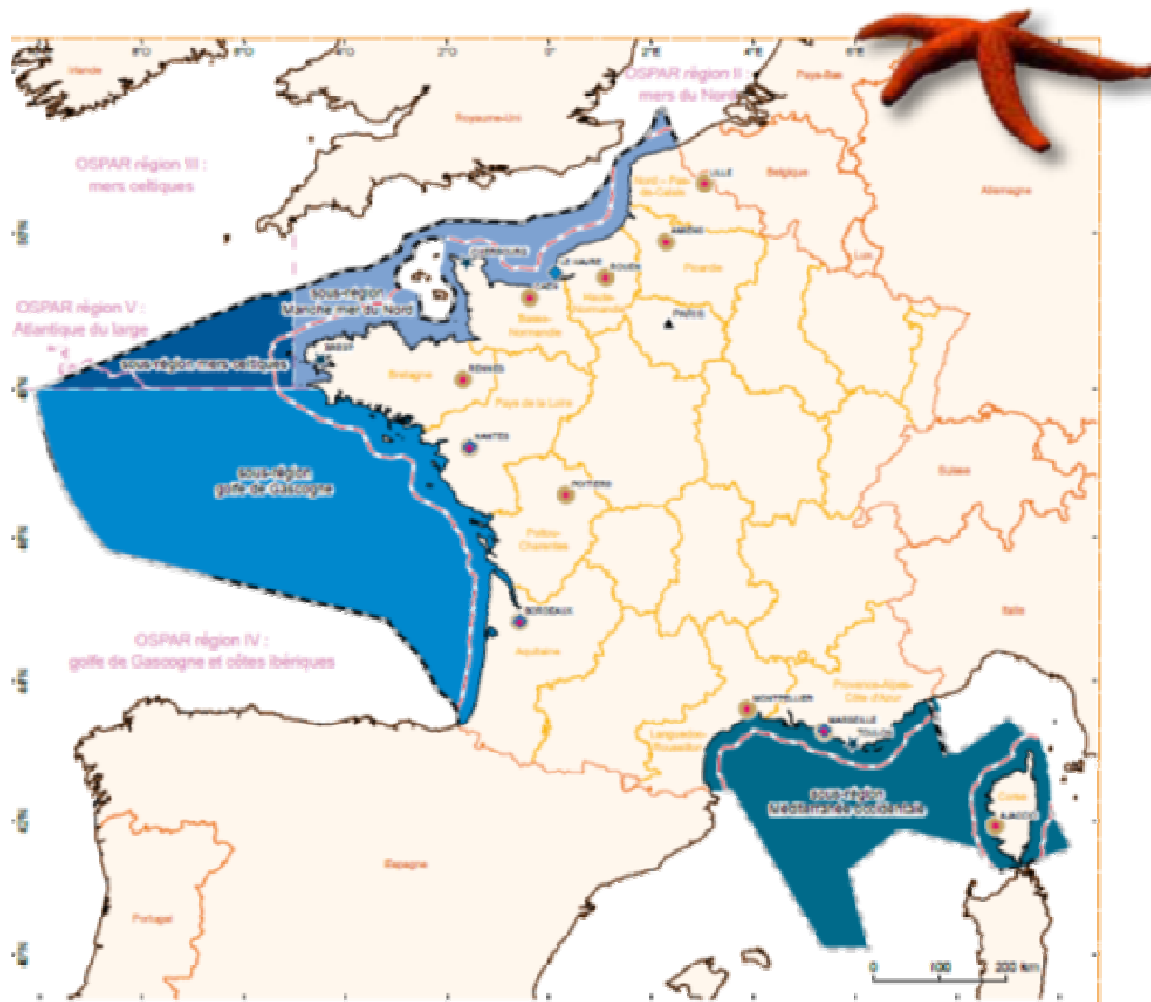 Irlande
Royaume-Uni
OSPAR région II :
mers du Nord
Pays-Bas
OSPAR région III :
mers celtiques
Nord - Pas-
de-Calais
LILLE
Belgique
Allemagne
AMIENS
Picardie
Lux
CHERBOURG
LE HAVRE
ROUEN
CAEN
Haute-
Normandie
Basse-
Normandie
PARIS
sous-région
Manche mer du Nord
OSPAR région V :
Atlantique du large
sous-région mers celtiques
BREST
Bretagne
RENNES
Pays de la Loire
NANTES
Suisse
sous-région
golfe de Gascogne
POITIERS
Poitou-
Charentes
BORDEAUX
Aquitaine
Italie
OSPAR région IV :
golfe de Gascogne et côtes ibériques
Provence-Alpes-
Côte d'Azur
MONTPELLIER
MARSEILLE
TOULON
Languedoc-
Roussillon
sous-région
Méditerranée occidentale
Corse
AJACCIO
Espagne
Portugal
0 100 200 km